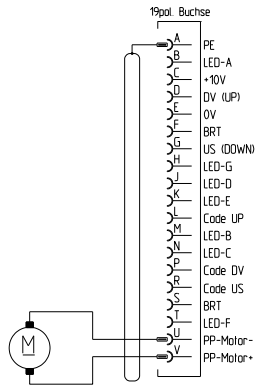 19pol. Buchse
A PE
B LED-A
C +10V
D DV (UP)
E 0V
F BRT
G US (DOWN)
H LED-G
J LED-D
K LED-E
L Code UP
M LED-B
N LED-C
P Code DV
R Code US
S BRT
T LED-F
U PP-Motor-
V PP-Motor+
M